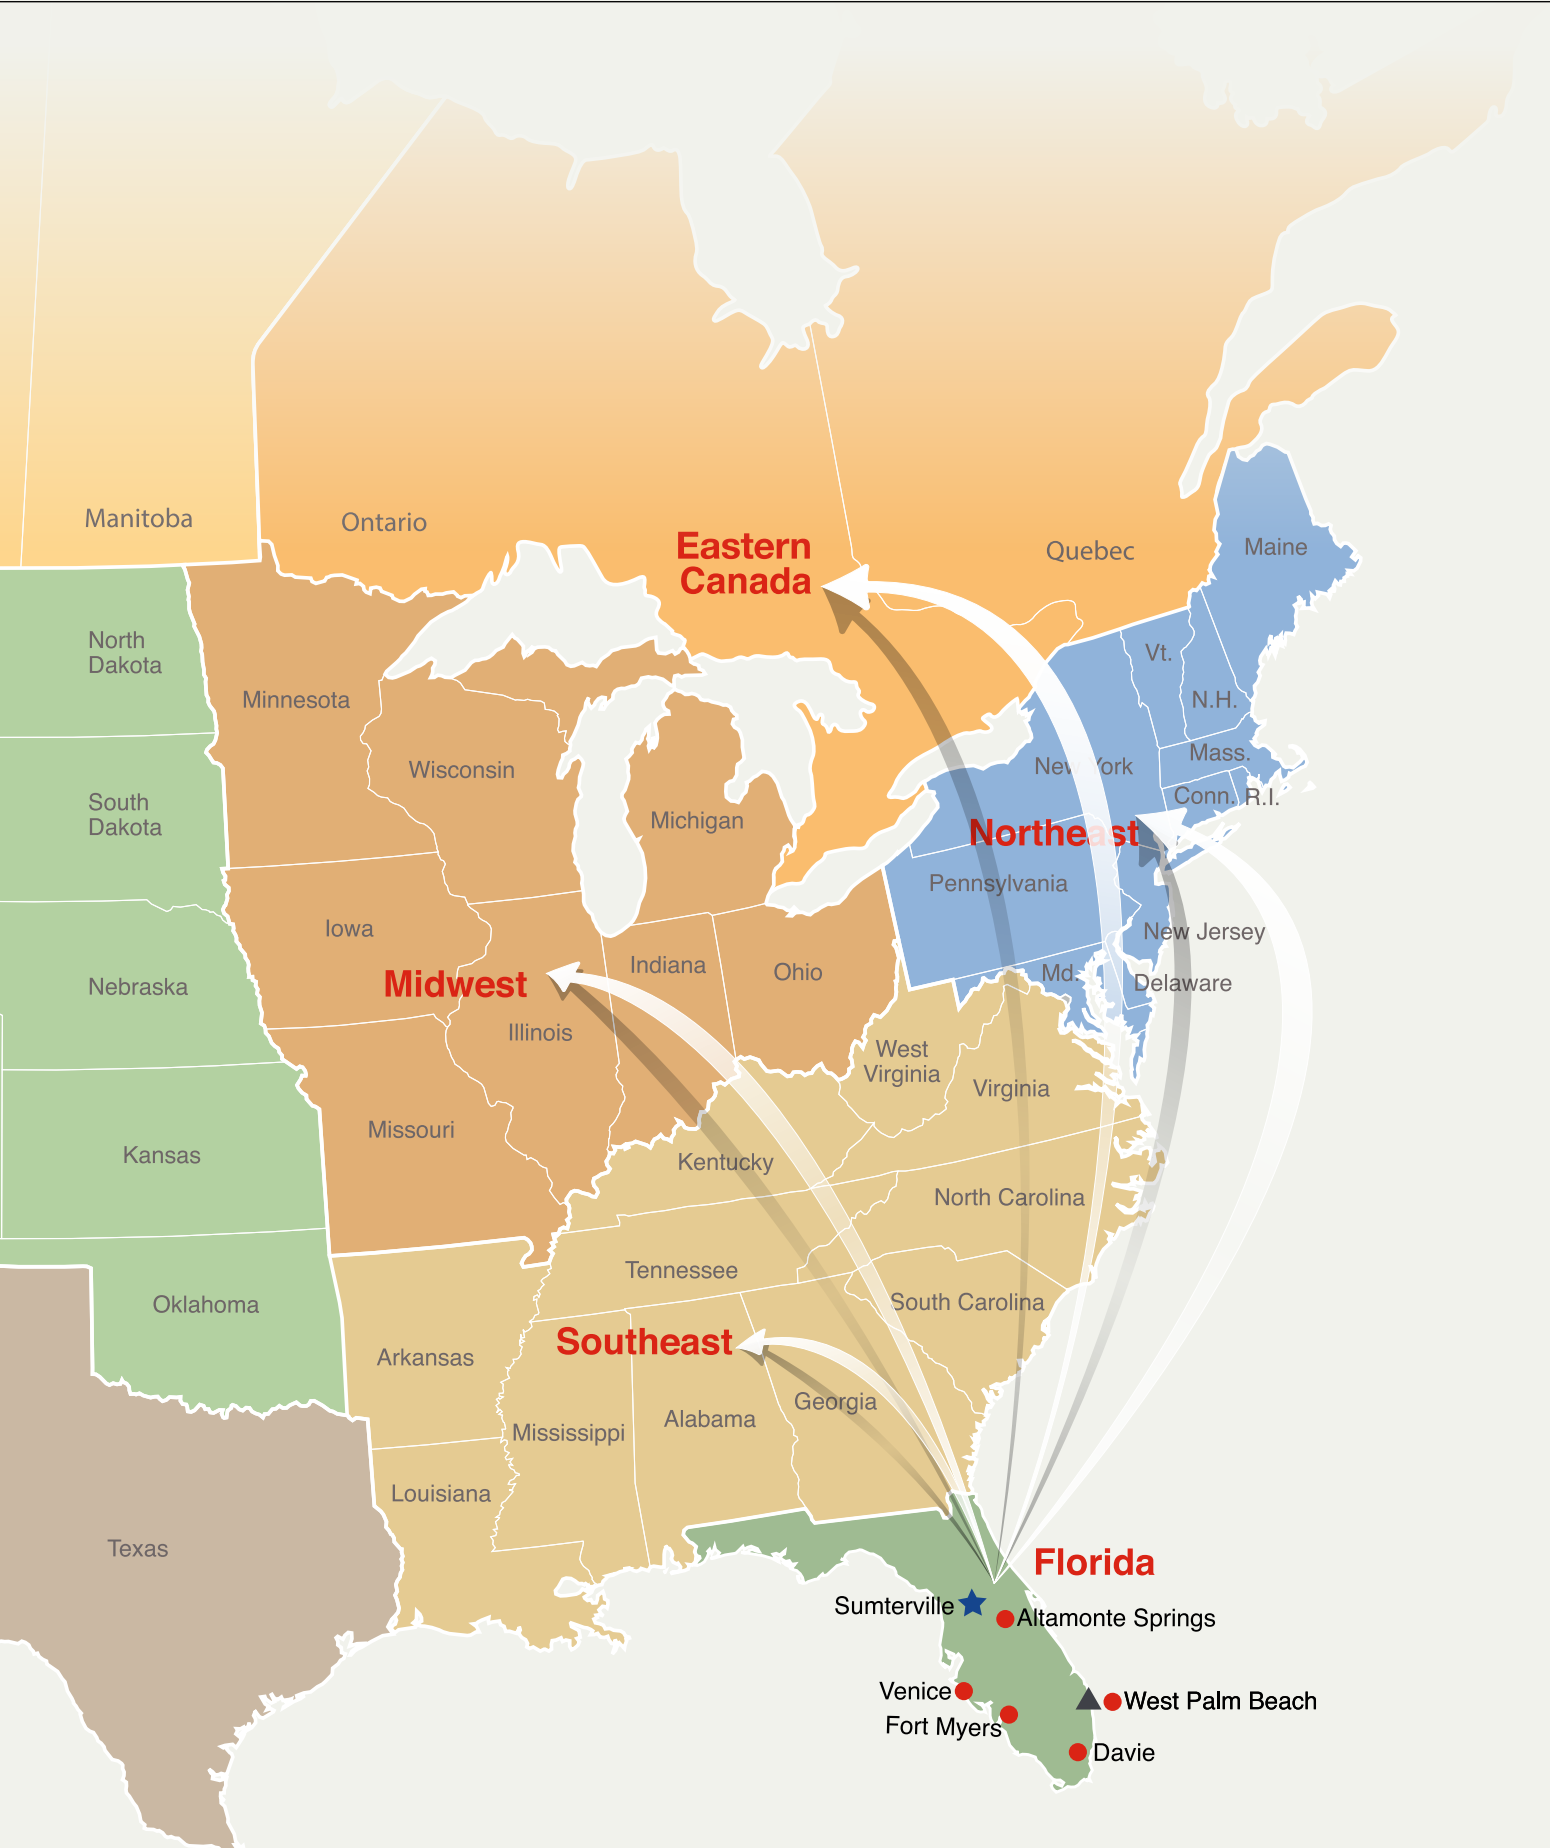 Manitoba
Ontario
Eastern
Canada
Quebec
Maine
North
Dakota
Minnesota
Vt.
N.H.
Wisconsin
New York
Mass.
South
Dakota
Michigan
Conn.
R.I.
Northeast
Pennsylvania
Iowa
New Jersey
Indiana
Ohio
Md.
Delaware
Nebraska
Midwest
Illinois
West
Virginia
Virginia
Missouri
Kansas
Kentucky
North Carolina
Tennessee
Oklahoma
South Carolina
Southeast
Arkansas
Georgia
Alabama
Mississippi
Louisiana
Texas
Florida
Sumterville
Altamonte Springs
Venice
West Palm Beach
Fort Myers
Davie